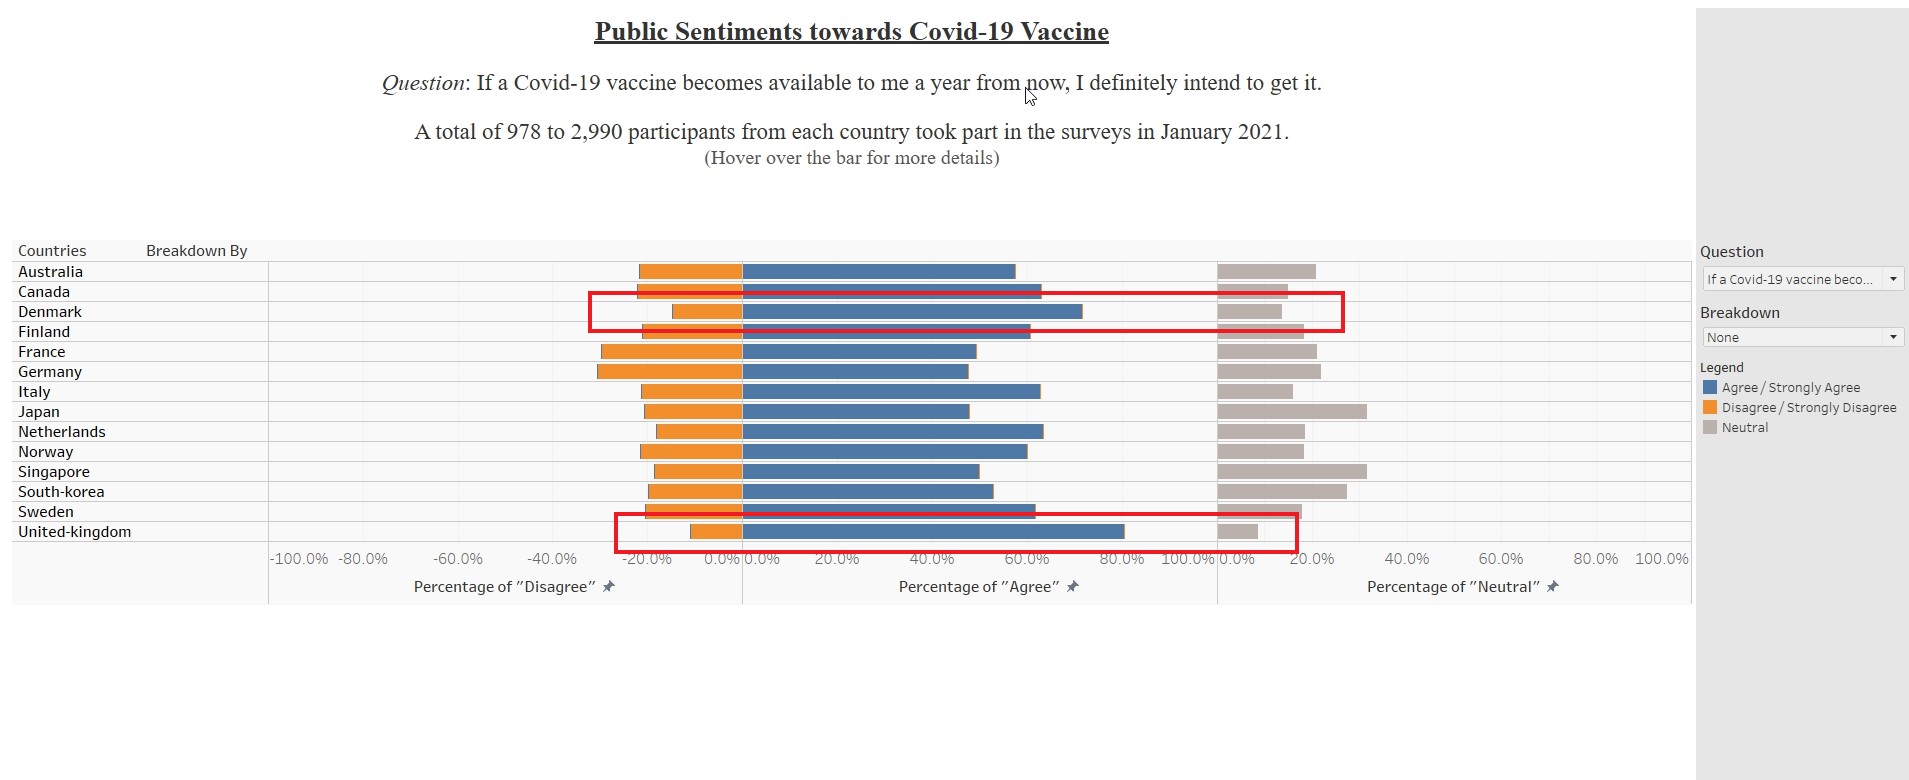 Public Sentiments towards Covid-19 Vaccine
Question: If a Covid-19 vaccine becomes available to me a year from now, I definitely intend to get it.
A total of 978 to 2,990 participants from each country took part in the surveys in January 2021.
(Hover over the bar for more details)
Countries Breakdown By
Australia
Canada
Denmark
Finland
France
Germany
Italy
Japan
Netherlands
Norway
Singapore
South-korea
Sweden
United-kingdom
-100.0% -80.0% -60.0% -40.0% -20.0% 0.0% 0.0% 20.0% 40.0% 60.0% 80.0% 100.0% 0.0% 20.0% 40.0% 60.0% 80.0% 100.0%
Percentage of "Disagree" Percentage of "Agree" Percentage of "Neutral"
Question
If a Covid-19 vaccine beco...
Breakdown
None
Legend
Agree / Strongly Agree
Disagree / Strongly Disagree
Neutral